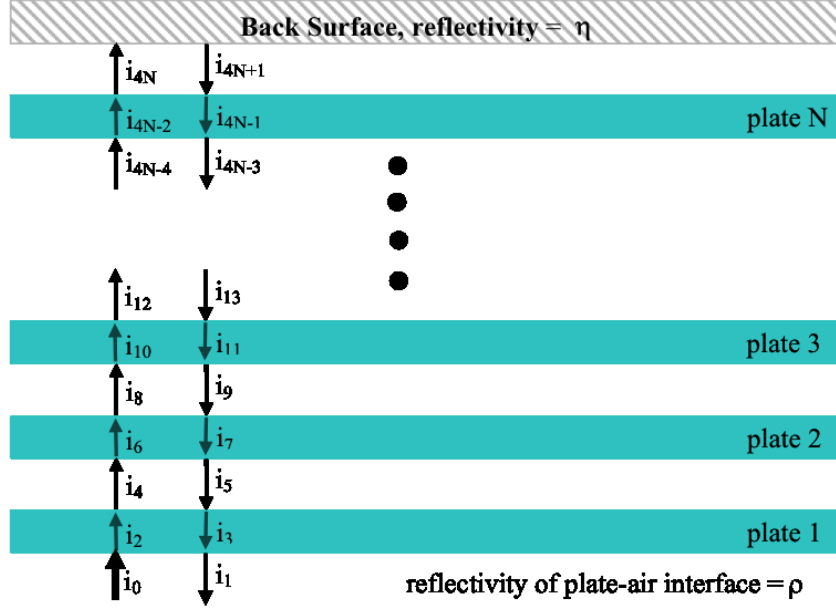 Back Surface, reflectivity = η
i₄N i₄N₊₁
i₄N₋₂ i₄N₋₁ plate N
i₄N₋₄ i₄N₋₃
i₁₂ i₁₃
i₁₀ i₁₁ plate 3
i₈ i₉
i₆ i₇ plate 2
i₄ i₅
i₂ i₃ plate 1
i₀ i₁ reflectivity of plate-air interface = ρ